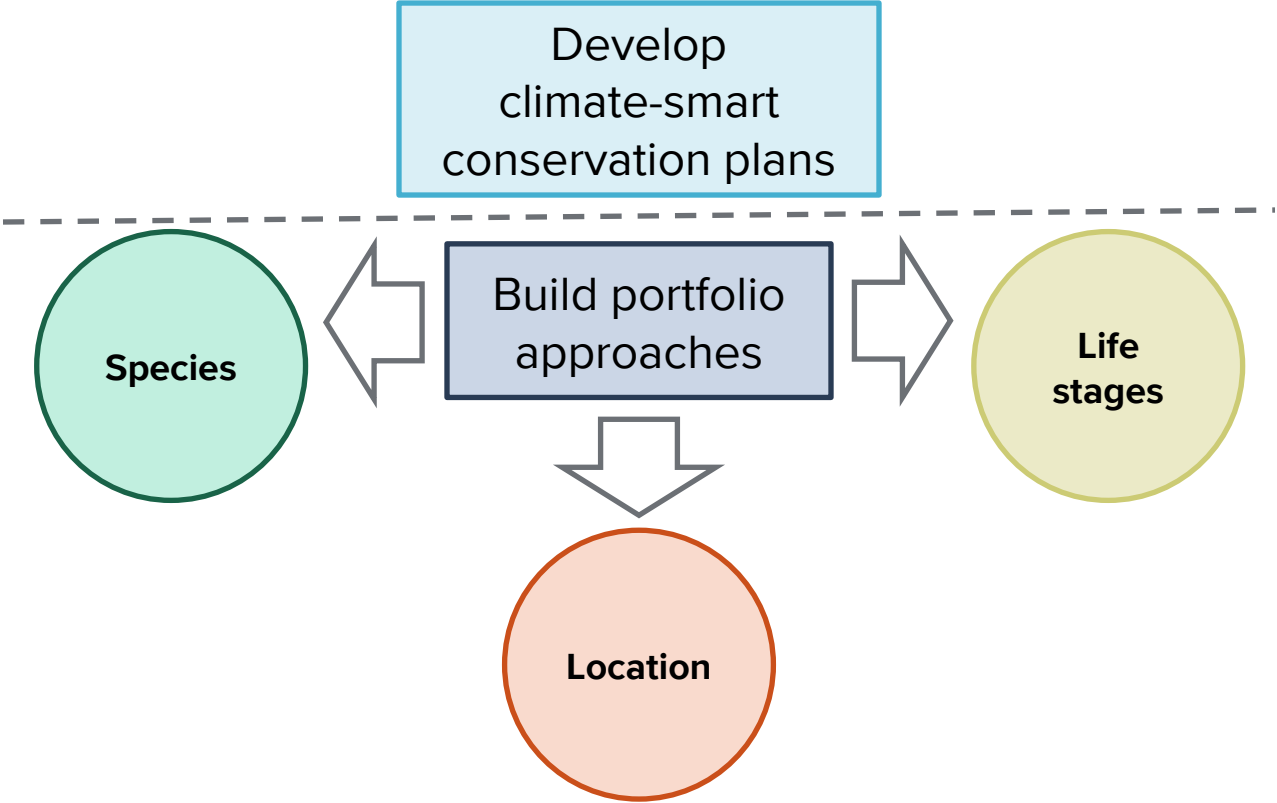 Develop
climate-smart
conservation plans
Build portfolio
approaches
Species
Life
stages
Location